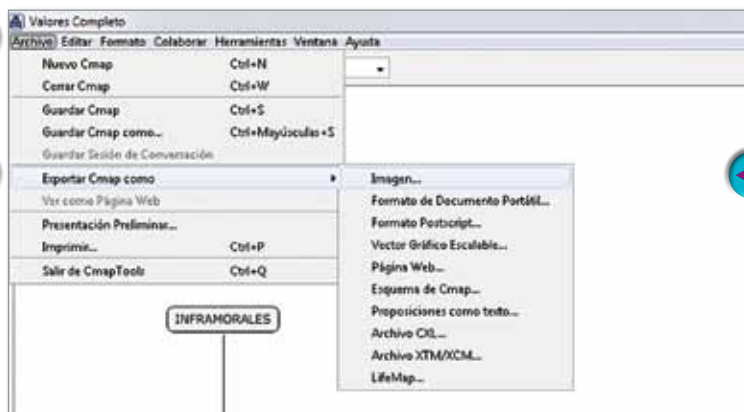 Valores Completo
Archivo Editar Formato Colaborar Herramientas Ventana Ayuda
Nuevo Cmap Ctrl+N
Cerrar Cmap Ctrl+W
Guardar Cmap Ctrl+S
Guardar Cmap como... Ctrl+Mayúsculas+S
Guardar Sesión de Conversación
Exportar Cmap como
Ver como Página Web
Presentación Preliminar...
Imprimir... Ctrl+P
Salir de CmapTools Ctrl+Q
Imagen...
Formato de Documento Portátil...
Formato Postscript...
Vector Gráfico Escalable...
Página Web...
Esquema de Cmap...
Proposiciones como texto...
Archivo CXL...
Archivo XTM/XCM...
LifeMap...
INFRAMORALES